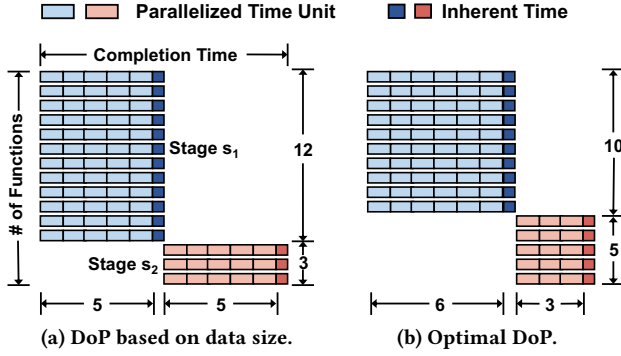 Parallelized Time Unit
Inherent Time
Completion Time
# of Functions
Stage s1
12
Stage s2
3
5
5
(a) DoP based on data size.
10
5
6
3
(b) Optimal DoP.